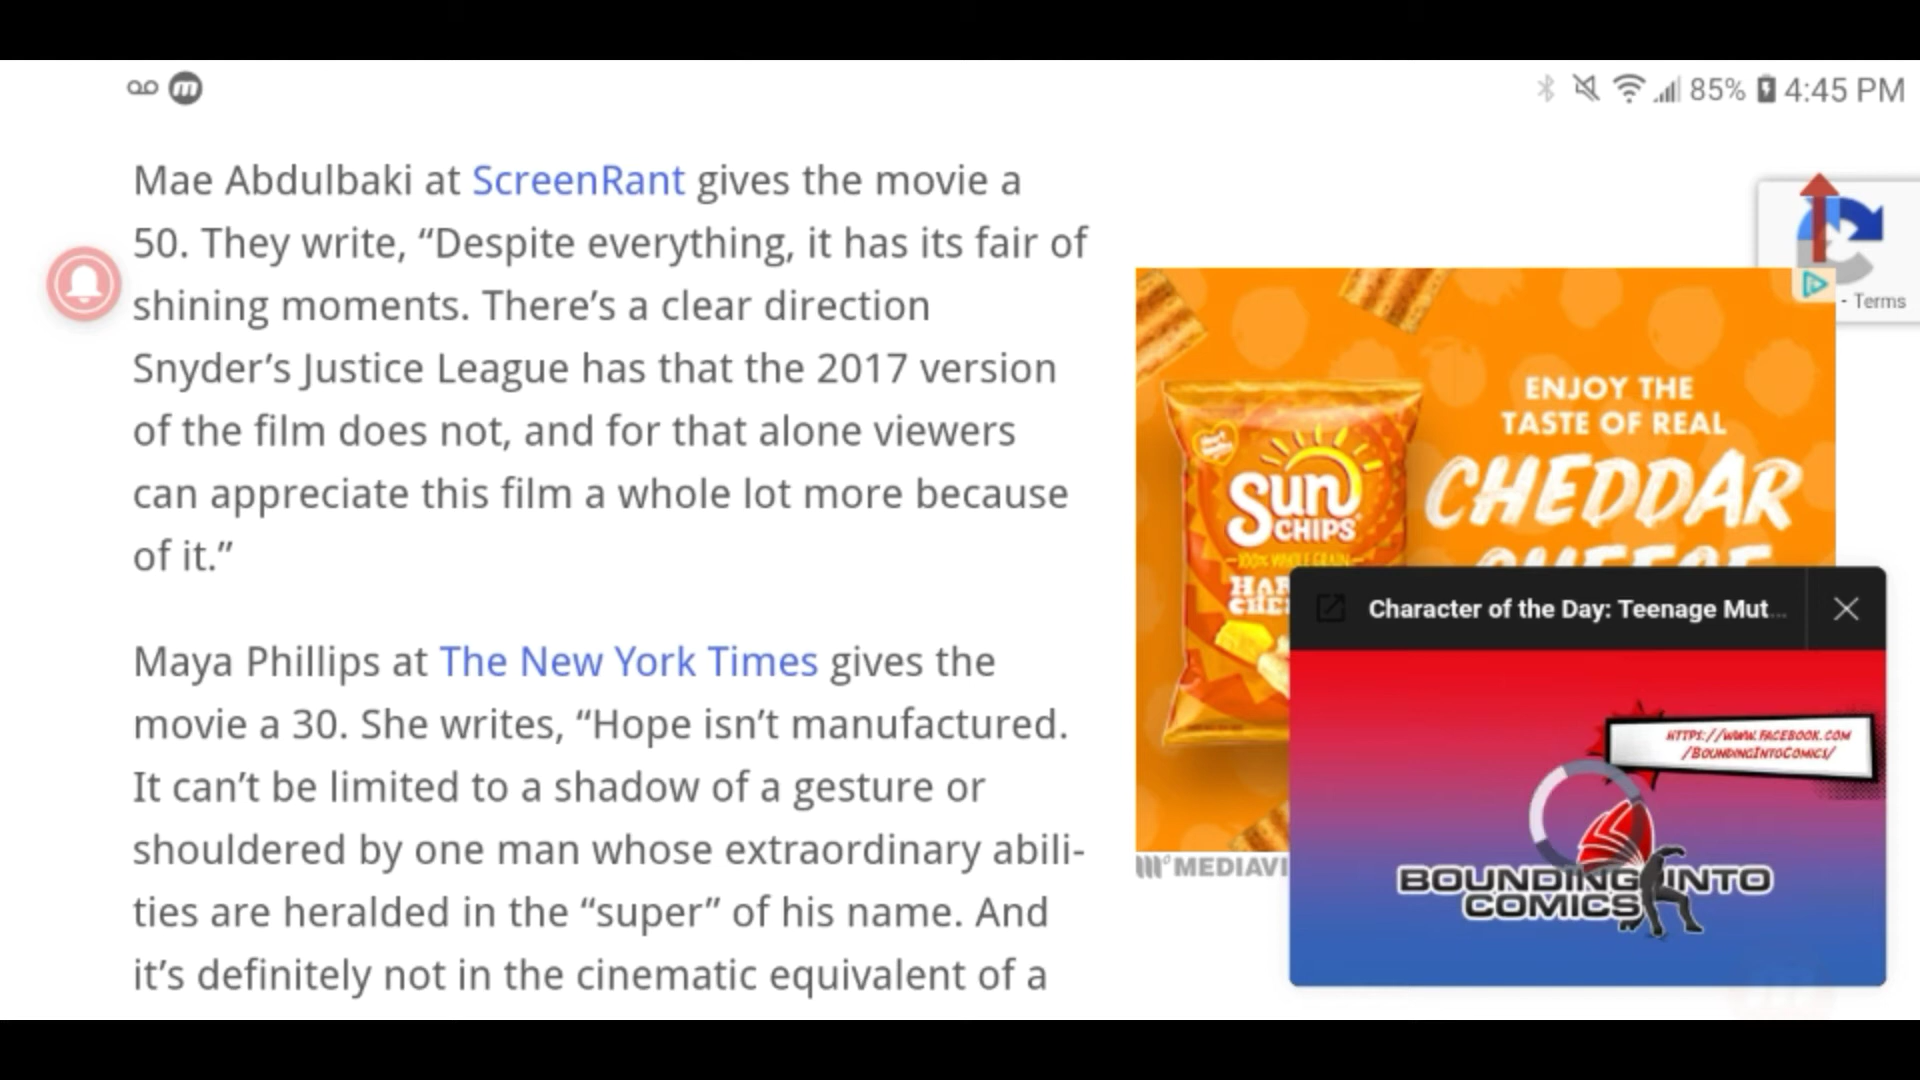 85% 4:45 PM
Mae Abdulbaki at ScreenRant gives the movie a
50. They write, “Despite everything, it has its fair of
shining moments. There’s a clear direction
Snyder’s Justice League has that the 2017 version
of the film does not, and for that alone viewers
can appreciate this film a whole lot more because
of it.”
Maya Phillips at The New York Times gives the
movie a 30. She writes, “Hope isn’t manufactured.
It can’t be limited to a shadow of a gesture or
shouldered by one man whose extraordinary abili-
ties are heralded in the “super” of his name. And
it’s definitely not in the cinematic equivalent of a
- Terms
ENJOY THE
TASTE OF REAL
CHEDDAR
CHEESE
Sun
CHIPS
100% WHOLE GRAIN
HAR
CHE
MEDIAVI
Character of the Day: Teenage Mut...
HTTPS://WWW.FACEBOOK.COM
/BOUNDINGINTOCOMICS/
BOUNDING INTO
COMICS